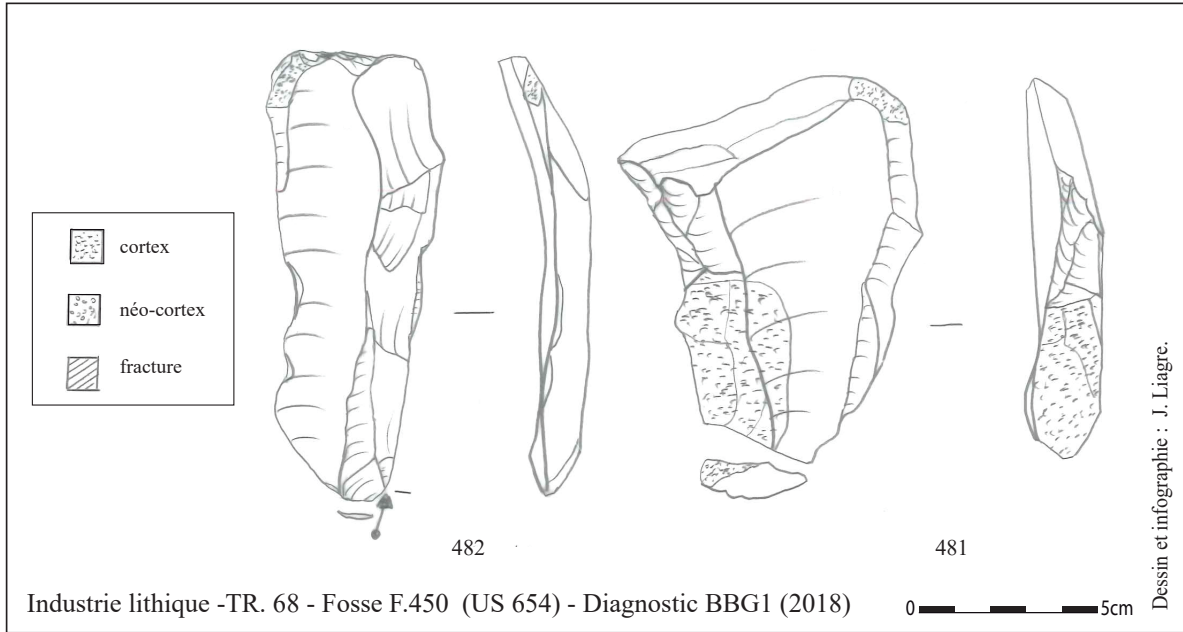 cortex
néo-cortex
fracture
482
481
Industrie lithique -TR. 68 - Fosse F.450 (US 654) - Diagnostic BBG1 (2018)
0 5cm
Dessin et infographie : J. Liagre.